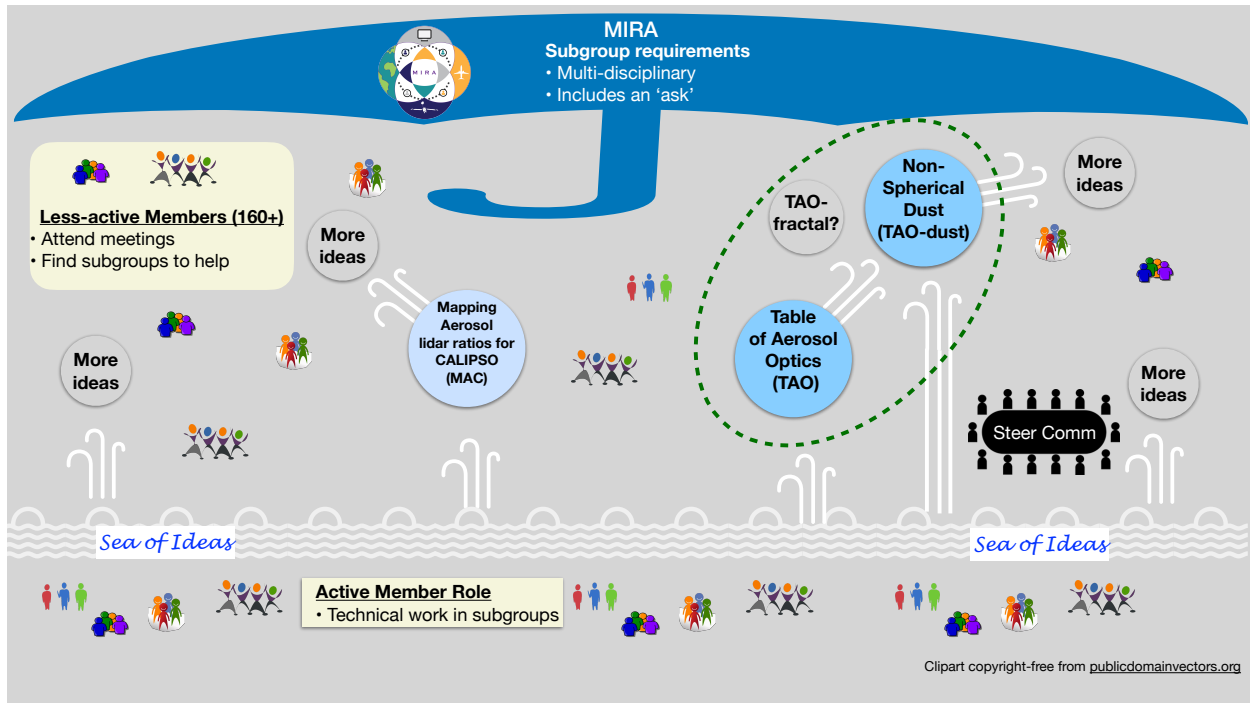 MIRA
Subgroup requirements
• Multi-disciplinary
• Includes an ‘ask’
M I R A
Less-active Members (160+)
• Attend meetings
• Find subgroups to help
More
ideas
More
ideas
Mapping
Aerosol
lidar ratios for
CALIPSO
(MAC)
TAO-
fractal?
Non-
Spherical
Dust
(TAO-dust)
More
ideas
Table
of Aerosol
Optics
(TAO)
More
ideas
Steer Comm
Sea of Ideas
Sea of Ideas
Active Member Role
• Technical work in subgroups
Clipart copyright-free from publicdomainvectors.org